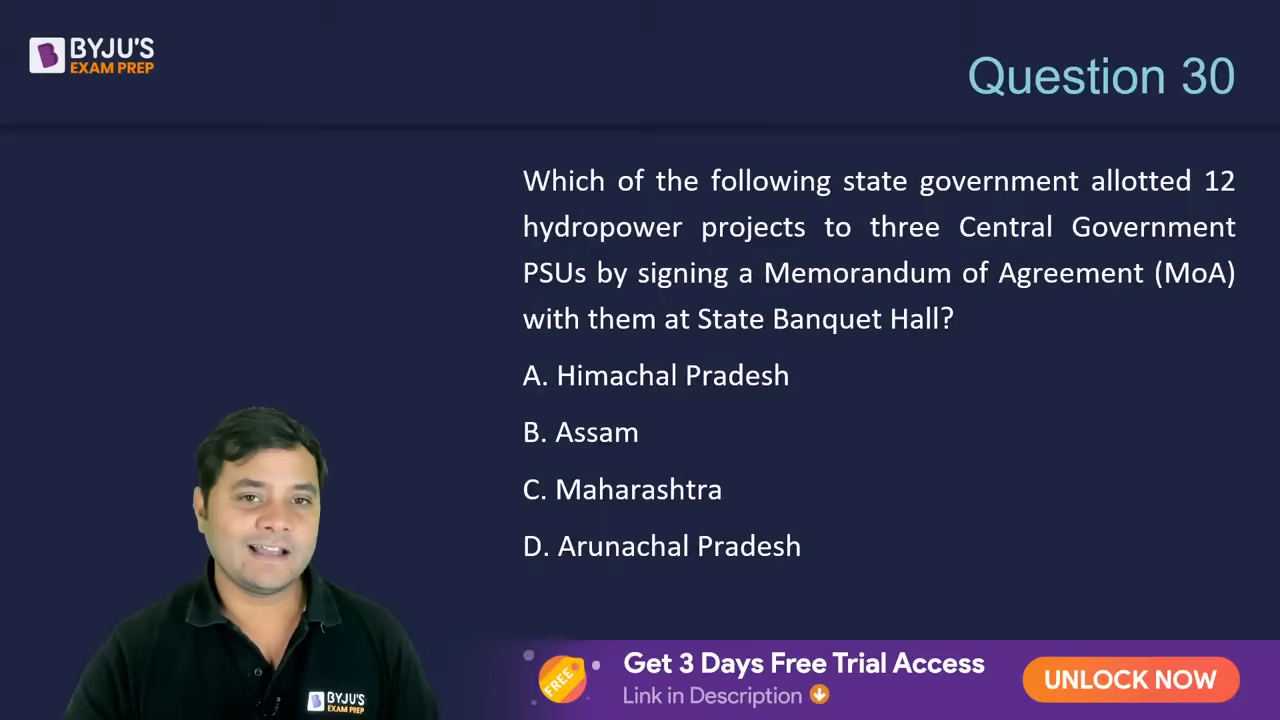 BYJU'S
EXAM PREP
Question 30
Which of the following state government allotted 12
hydropower projects to three Central Government
PSUs by signing a Memorandum of Agreement (MoA)
with them at State Banquet Hall?
A. Himachal Pradesh
B. Assam
C. Maharashtra
D. Arunachal Pradesh
BYJU'S
EXAM PREP
FREE
Get 3 Days Free Trial Access
Link in Description
UNLOCK NOW